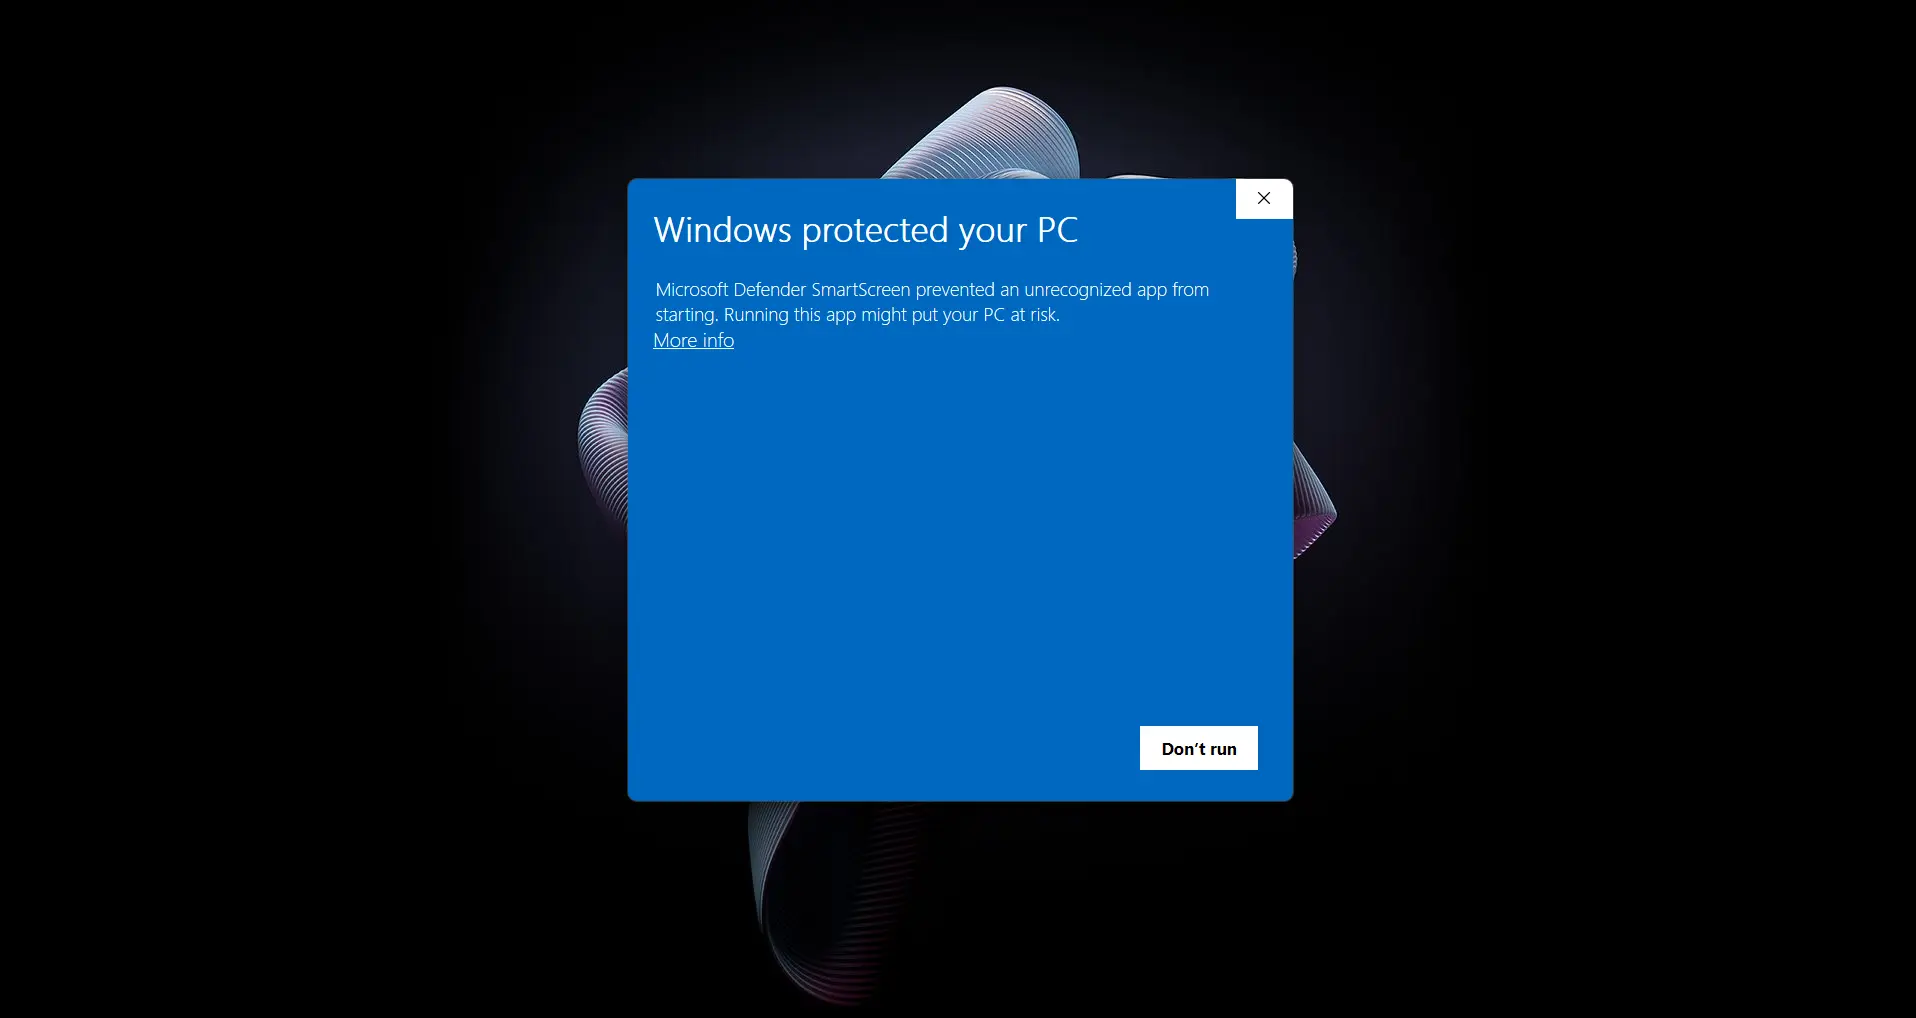 Windows protected your PC
Microsoft Defender SmartScreen prevented an unrecognized app from
starting. Running this app might put your PC at risk.
More info
Don’t run